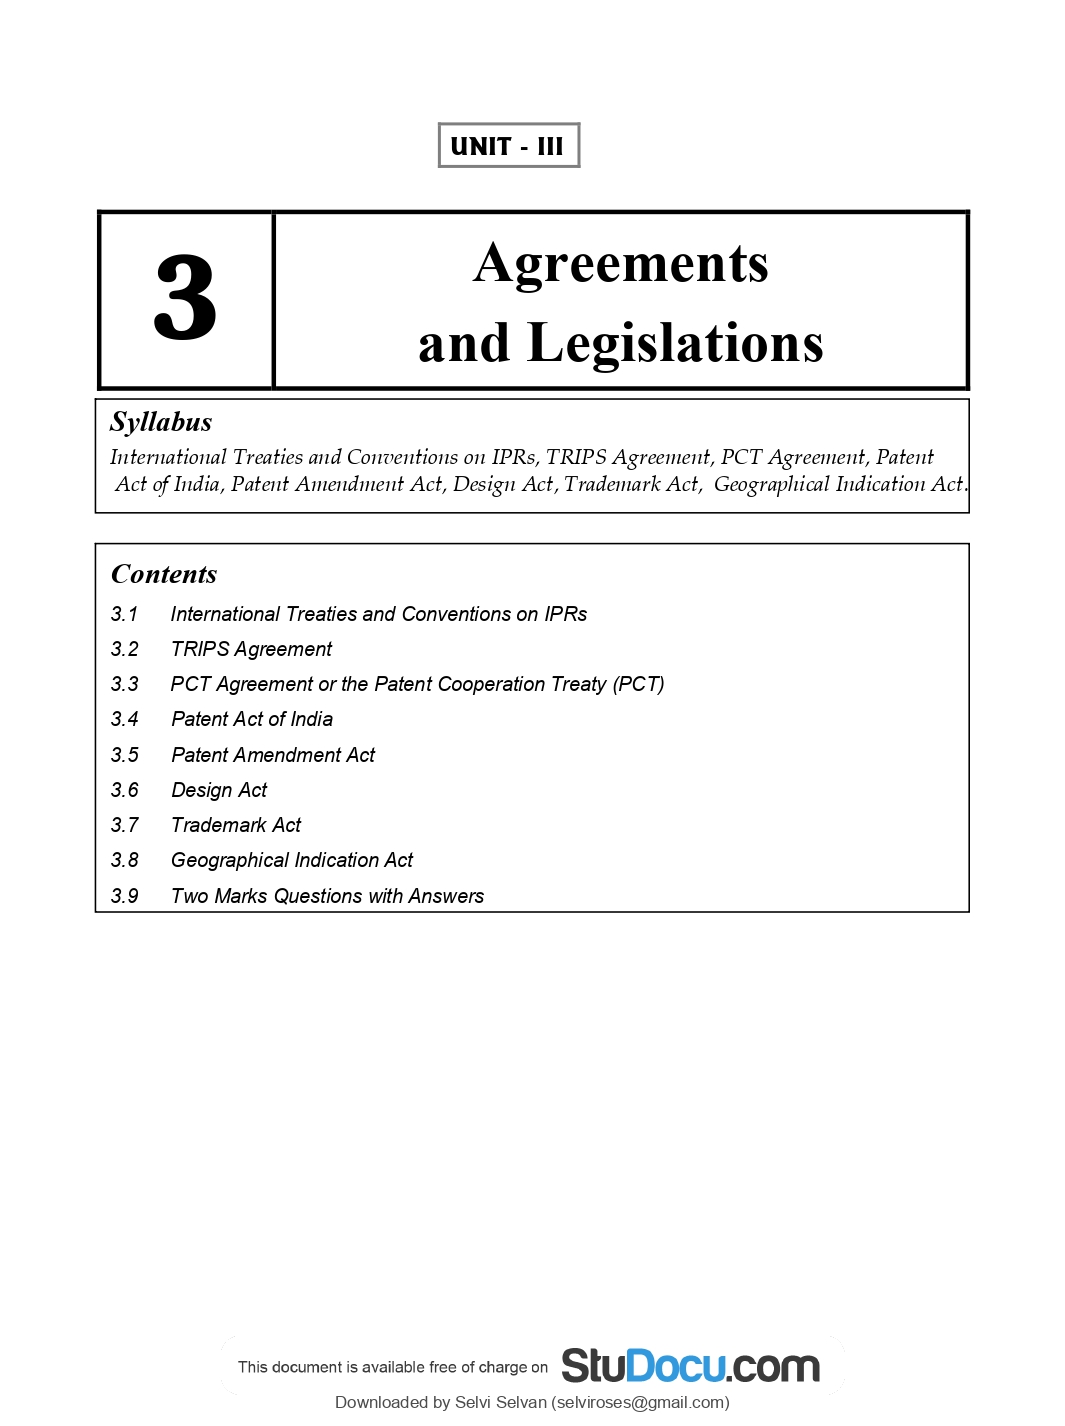 UNIT - III
3
Agreements
and Legislations
Syllabus
International Treaties and Conventions on IPRs, TRIPS Agreement, PCT Agreement, Patent
Act of India, Patent Amendment Act, Design Act, Trademark Act, Geographical Indication Act.
Contents
3.1 International Treaties and Conventions on IPRs
3.2 TRIPS Agreement
3.3 PCT Agreement or the Patent Cooperation Treaty (PCT)
3.4 Patent Act of India
3.5 Patent Amendment Act
3.6 Design Act
3.7 Trademark Act
3.8 Geographical Indication Act
3.9 Two Marks Questions with Answers
This document is available free of charge on StuDocu.com
Downloaded by Selvi Selvan (selviroses@gmail.com)